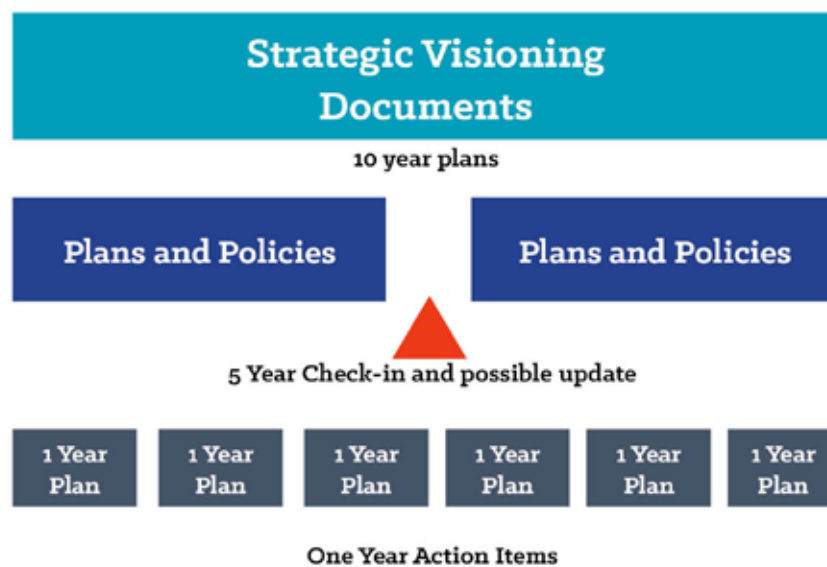 Strategic Visioning
Documents
10 year plans
Plans and Policies
Plans and Policies
5 Year Check-in and possible update
1 Year
Plan
1 Year
Plan
1 Year
Plan
1 Year
Plan
1 Year
Plan
1 Year
Plan
One Year Action Items